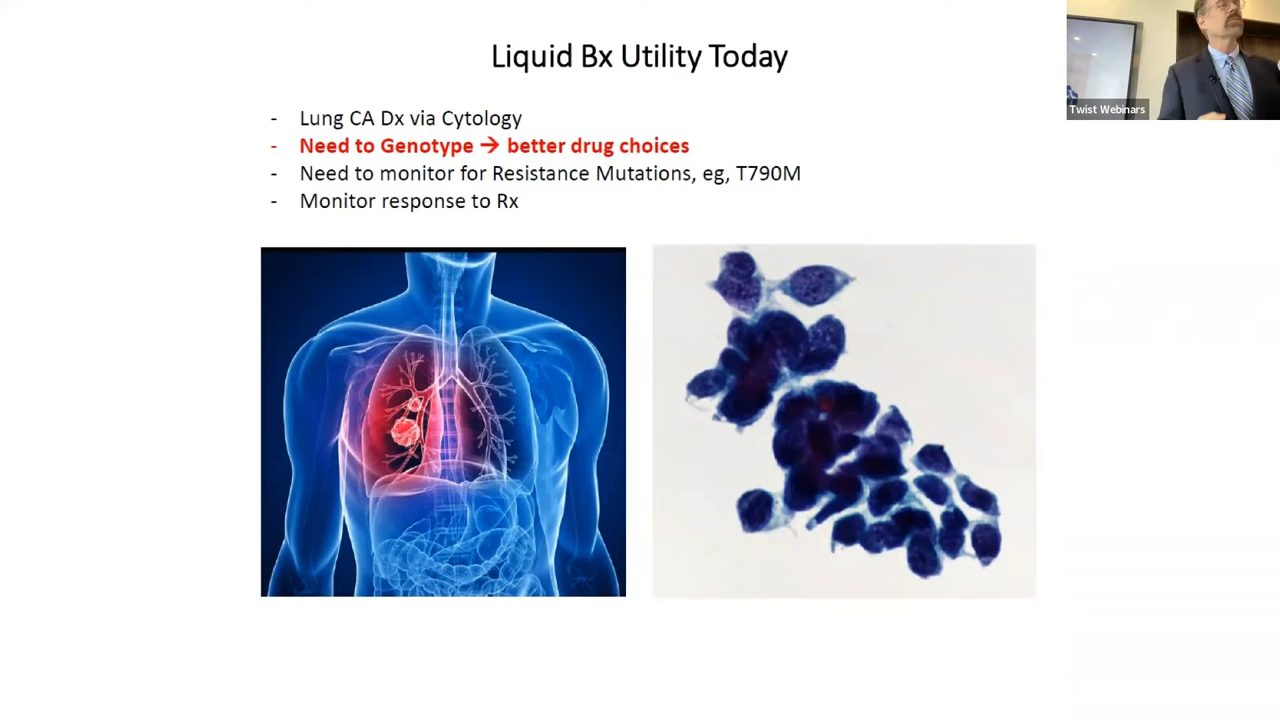 Liquid Bx Utility Today
Twist Webinars
- Lung CA Dx via Cytology
- Need to Genotype → better drug choices
- Need to monitor for Resistance Mutations, eg, T790M
- Monitor response to Rx